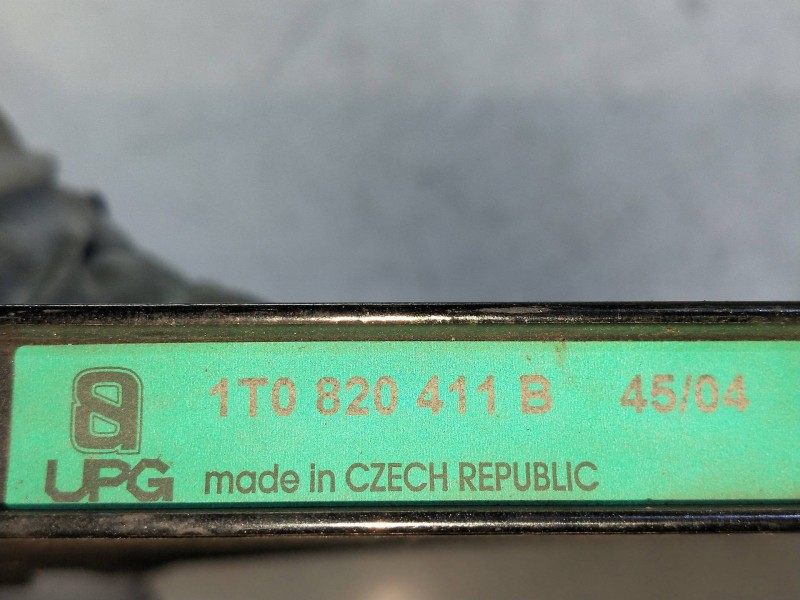 1T0 820 411 B 45/04
UPG made in CZECH REPUBLIC